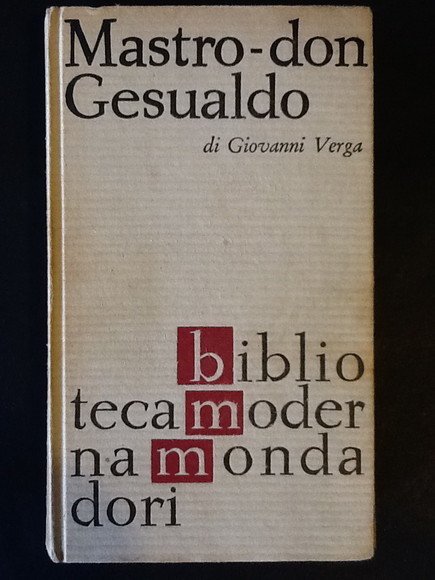 Mastro-don
Gesualdo
di Giovanni Verga
biblio
tecamoder
namonda
dori